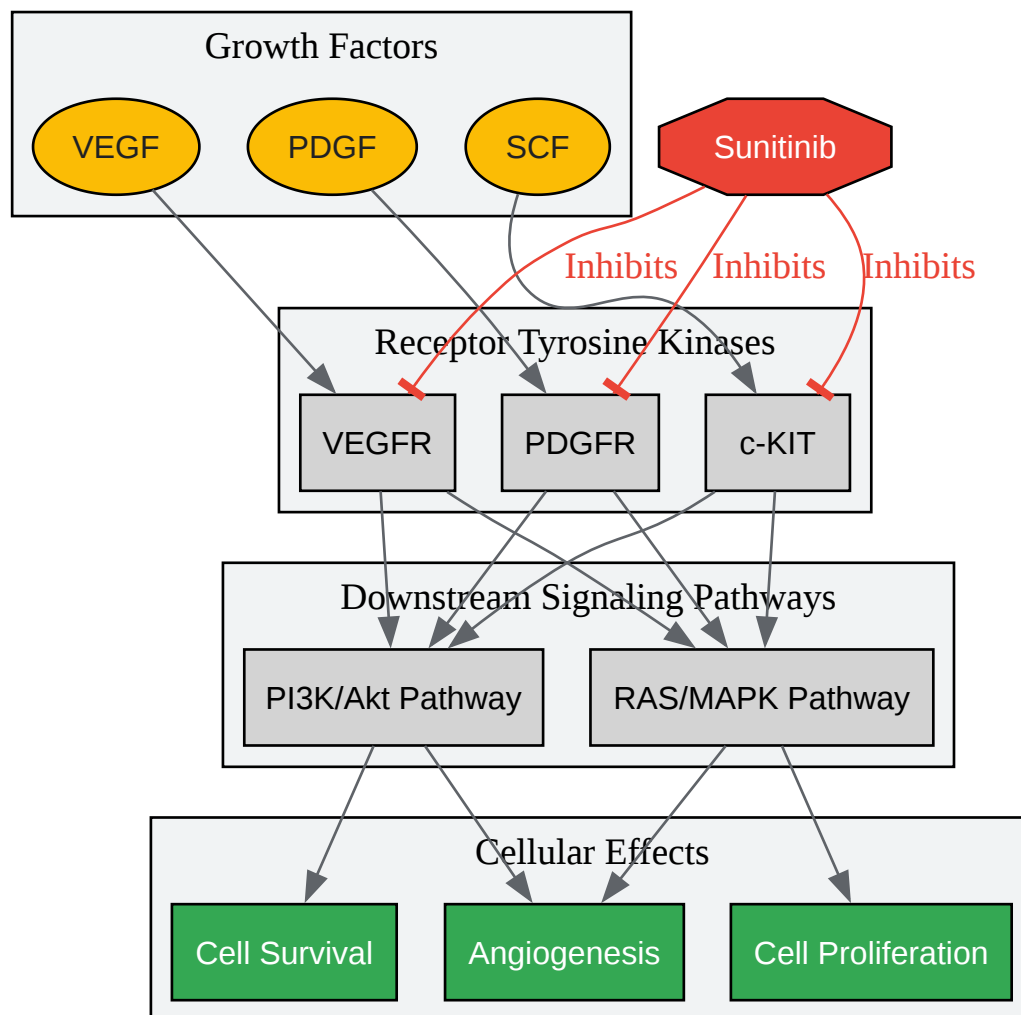 Growth Factors
VEGF
PDGF
SCF
Sunitinib
Inhibits
Inhibits
Inhibits
Receptor Tyrosine Kinases
VEGFR
PDGFR
c-KIT
Downstream Signaling Pathways
PI3K/Akt Pathway
RAS/MAPK Pathway
Cellular Effects
Cell Survival
Angiogenesis
Cell Proliferation